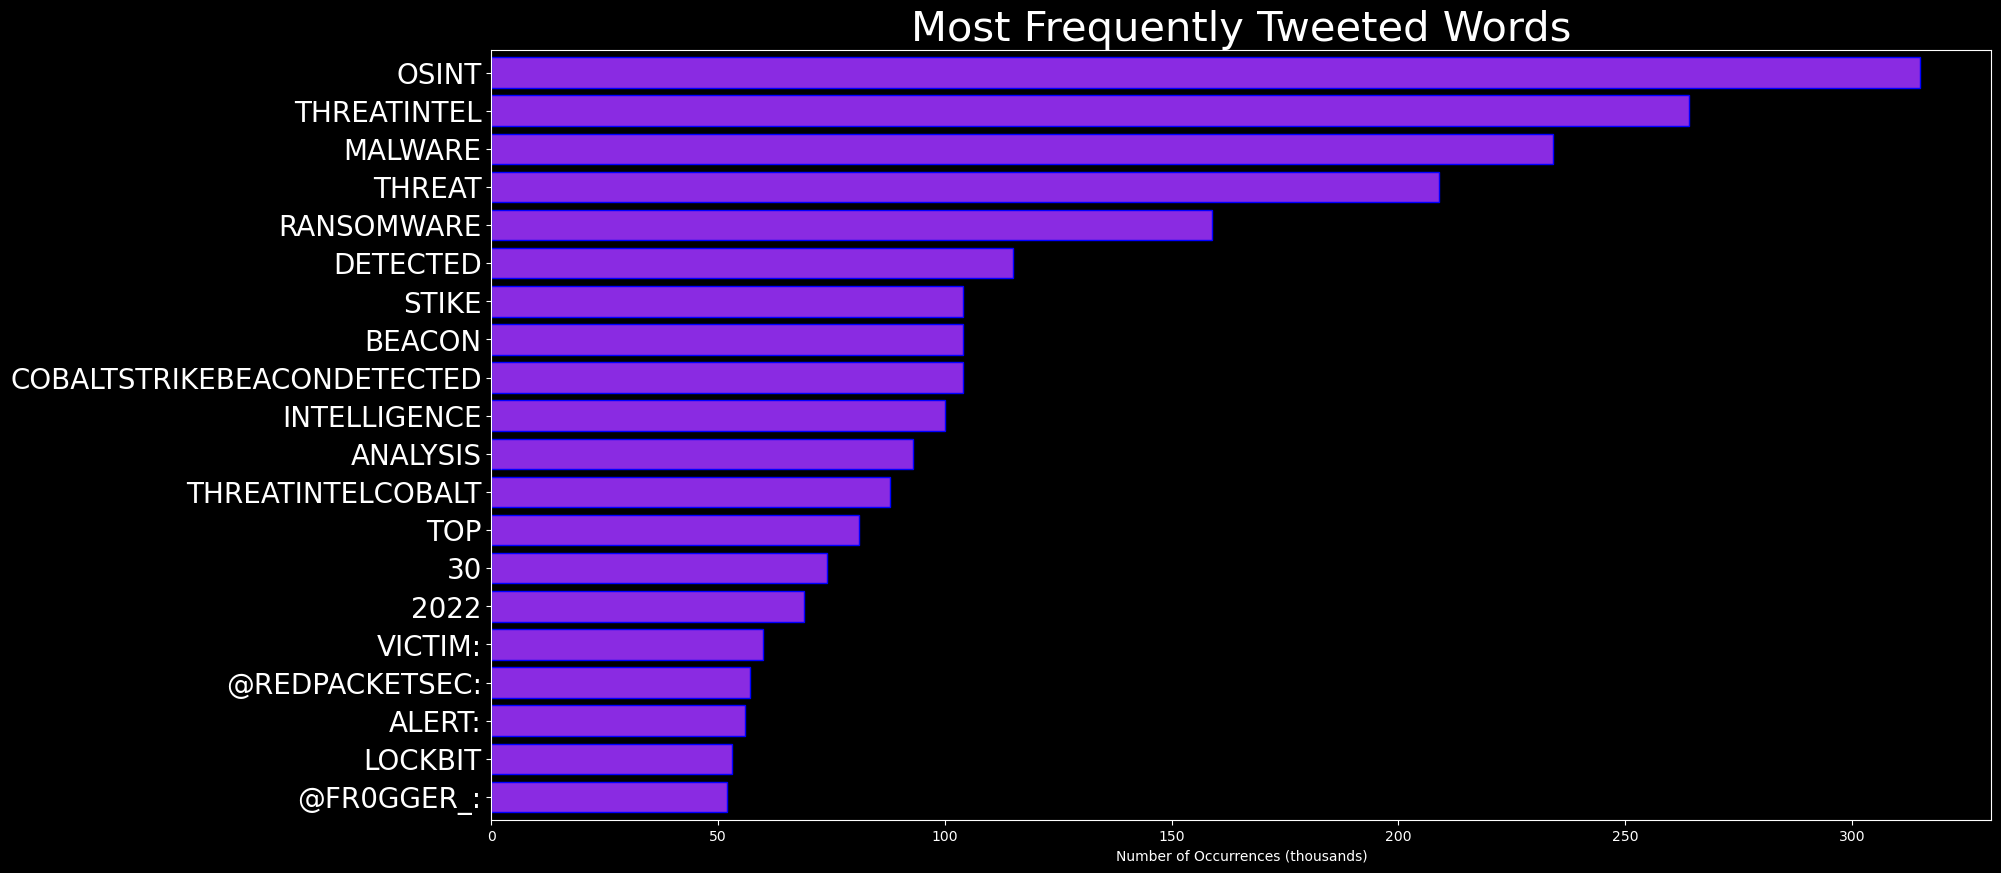 Most Frequently Tweeted Words
OSINT
THREATINTEL
MALWARE
THREAT
RANSOMWARE
DETECTED
STIKE
BEACON
COBALTSTRIKEBEACONDETECTED
INTELLIGENCE
ANALYSIS
THREATINTELCOBALT
TOP
30
2022
VICTIM:
@REDPACKETSEC:
ALERT:
LOCKBIT
@FR0GGER_:
0 50 100 150 200 250 300
Number of Occurrences (thousands)